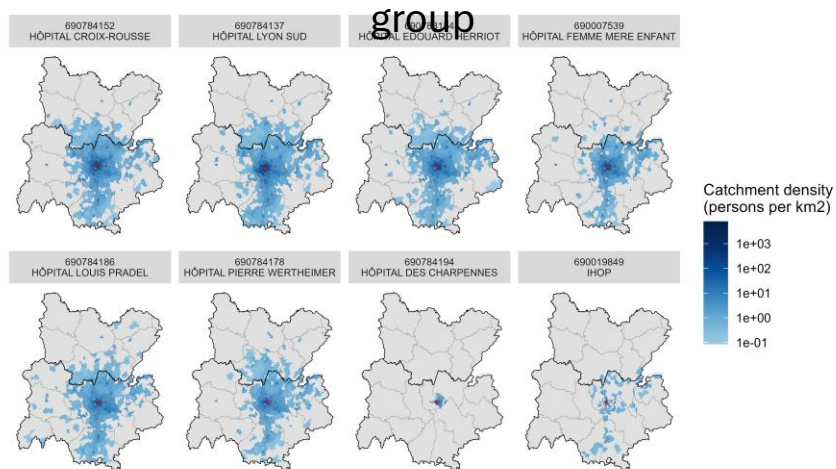 group
690784152
HÔPITAL CROIX-ROUSSE
690784137
HÔPITAL LYON SUD
HÔPITAL EDOUARD HERRIOT
690007539
HÔPITAL FEMME MERE ENFANT
690784186
HÔPITAL LOUIS PRADEL
690784178
HÔPITAL PIERRE WERTHEIMER
690784194
HÔPITAL DES CHARPENNES
690019849
IHOP
Catchment density
(persons per km2)
1e+03
1e+02
1e+01
1e+00
1e-01